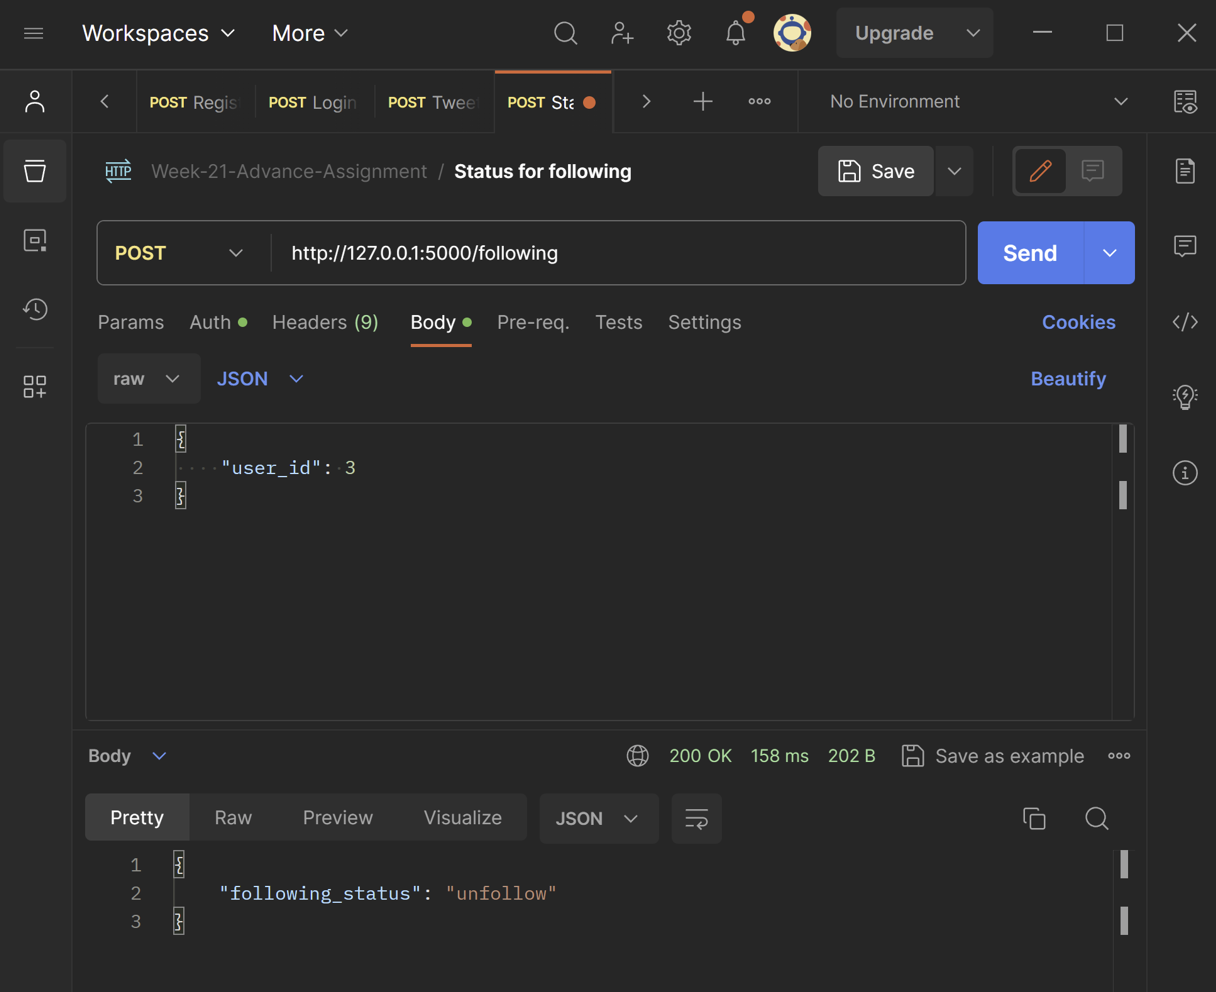 Workspaces More Upgrade
POST Regis POST Login POST Twee POST Sta No Environment
HTTP Week-21-Advance-Assignment / Status for following Save
POST http://127.0.0.1:5000/following Send
Params Auth Headers (9) Body Pre-req. Tests Settings Cookies
raw JSON Beautify
1 {
2 ····"user_id":·3
3 }
Body 200 OK 158 ms 202 B Save as example
Pretty Raw Preview Visualize JSON
1 {
2 "following_status": "unfollow"
3 }